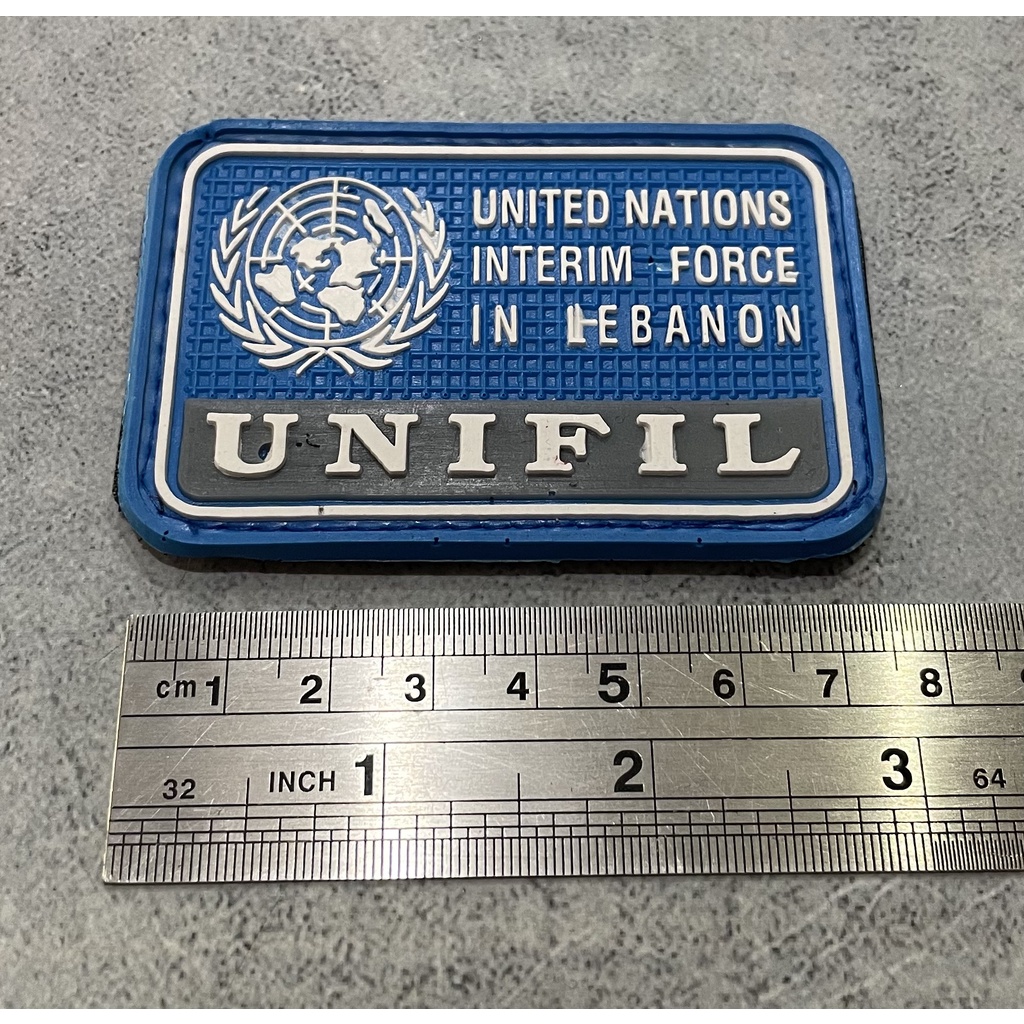 UNITED NATIONS
INTERIM FORCE
IN LEBANON
UNIFIL
cm 1 2 3 4 5 6 7 8
INCH 1 2 3
32 64